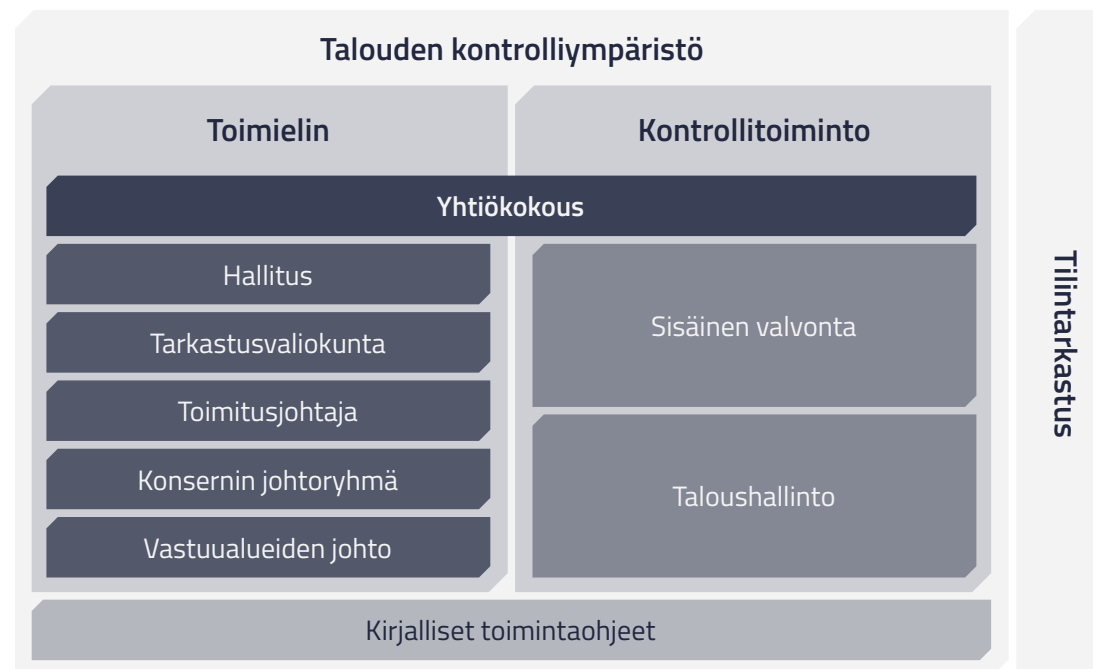 Talouden kontrolliympäristö
Toimielin
Kontrollitoiminto
Yhtiökokous
Hallitus
Tarkastusvaliokunta
Toimitusjohtaja
Konsernin johtoryhmä
Vastuualueiden johto
Sisäinen valvonta
Taloushallinto
Kirjalliset toimintaohjeet
Tilintarkastus